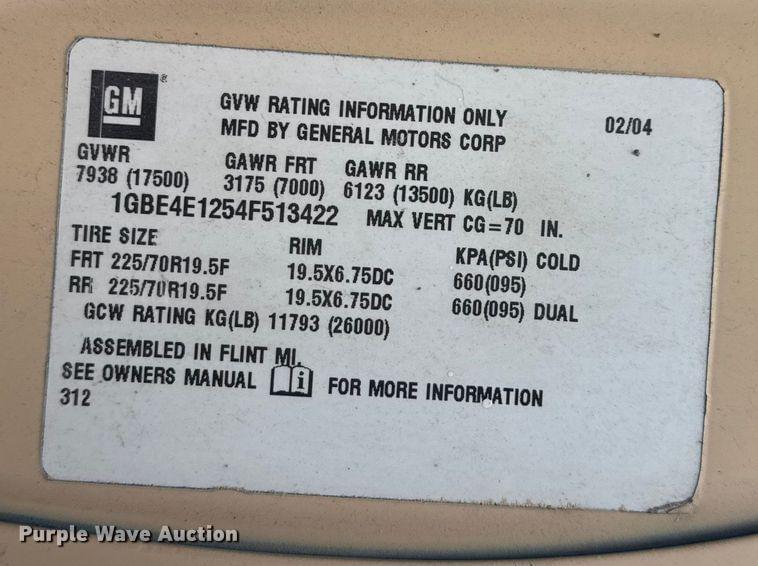 GM ®
GVW RATING INFORMATION ONLY 02/04
MFD BY GENERAL MOTORS CORP
GVWR GAWR FRT GAWR RR
7938 (17500) 3175 (7000) 6123 (13500) KG(LB)
1GBE4E1254F513422 MAX VERT CG=70 IN.
TIRE SIZE RIM KPA(PSI) COLD
FRT 225/70R19.5F 19.5X6.75DC 660(095)
RR 225/70R19.5F 19.5X6.75DC 660(095) DUAL
GCW RATING KG(LB) 11793 (26000)
ASSEMBLED IN FLINT MI.
SEE OWNERS MANUAL i FOR MORE INFORMATION
312
Purple Wave Auction